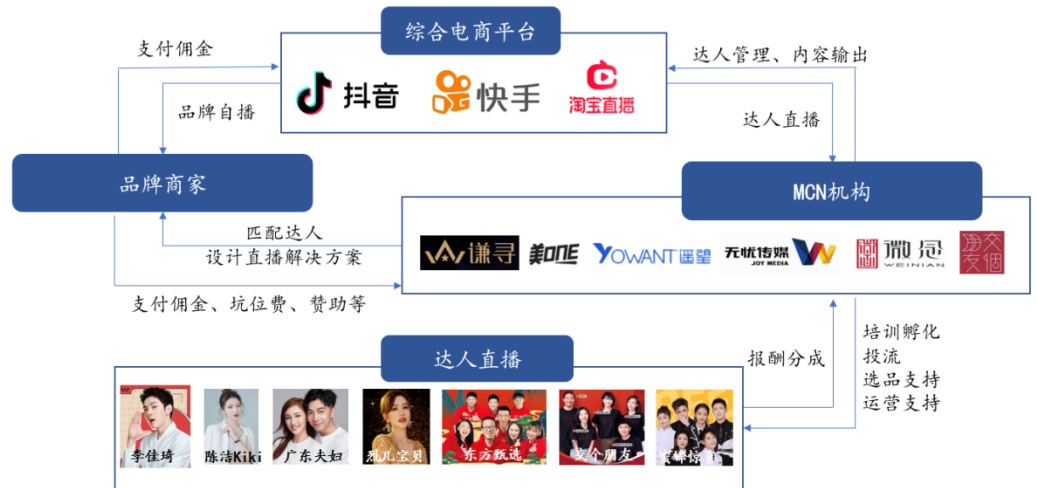 综合电商平台
支付佣金
达人管理、内容输出
抖音
快手
淘宝直播
品牌自播
达人直播
品牌商家
MCN机构
匹配达人
设计直播解决方案
谦寻
美ONE
YOWANT遥望
无忧传媒
JOY MEDIA
微念
WEINIAN
交个朋友
支付佣金、坑位费、赞助等
达人直播
报酬分成
培训孵化
投流
选品支持
运营支持
李佳琦
陈洁Kiki
广东夫妇
烈儿宝贝
东方甄选
交个朋友